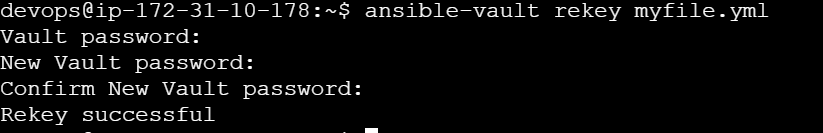 devops@ip-172-31-10-178:~$ ansible-vault rekey myfile.yml
Vault password:
New Vault password:
Confirm New Vault password:
Rekey successful